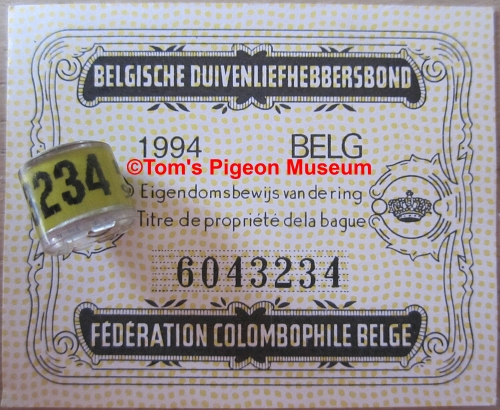 BELGISCHE DUIVENLIEFHEBBERSBOND
1994 BELG
©Tom's Pigeon Museum
Eigendomsbewijs van de ring
Titre de propriété de la bague
234
6043234
FÉDÉRATION COLOMBOPHILE BELGE